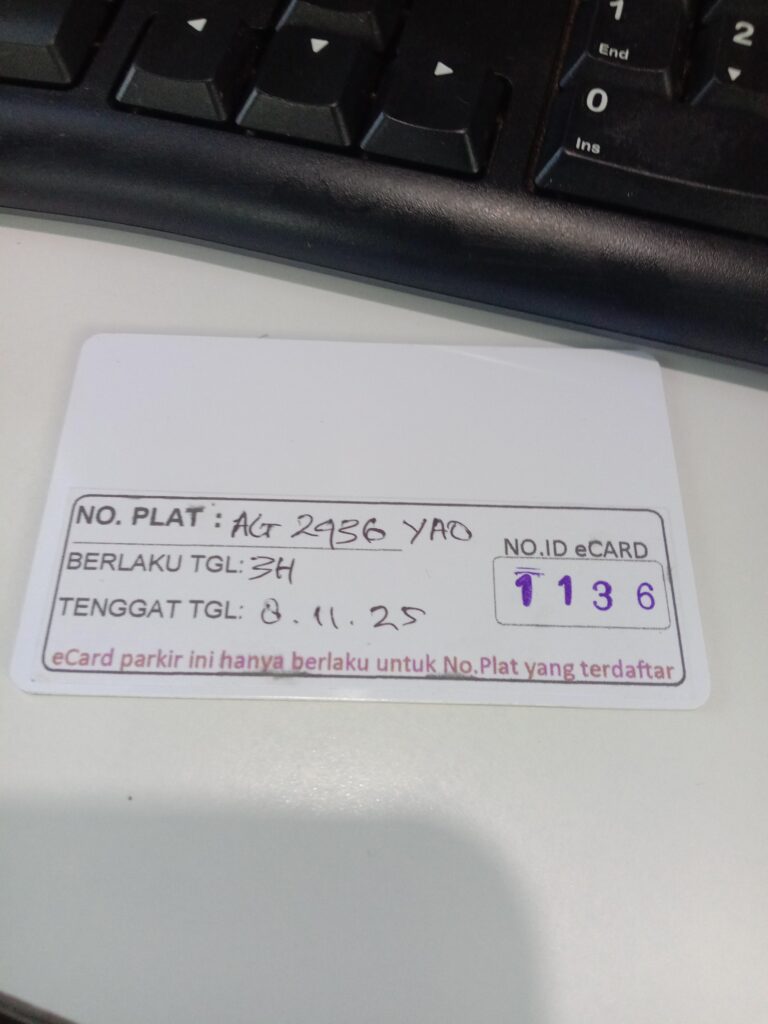 1
End
2
0
Ins
NO. PLAT : AG 2936 YAO
BERLAKU TGL: 3H
NO.ID eCARD
1136
TENGGAT TGL: 8.11.25
eCard parkir ini hanya berlaku untuk No.Plat yang terdaftar